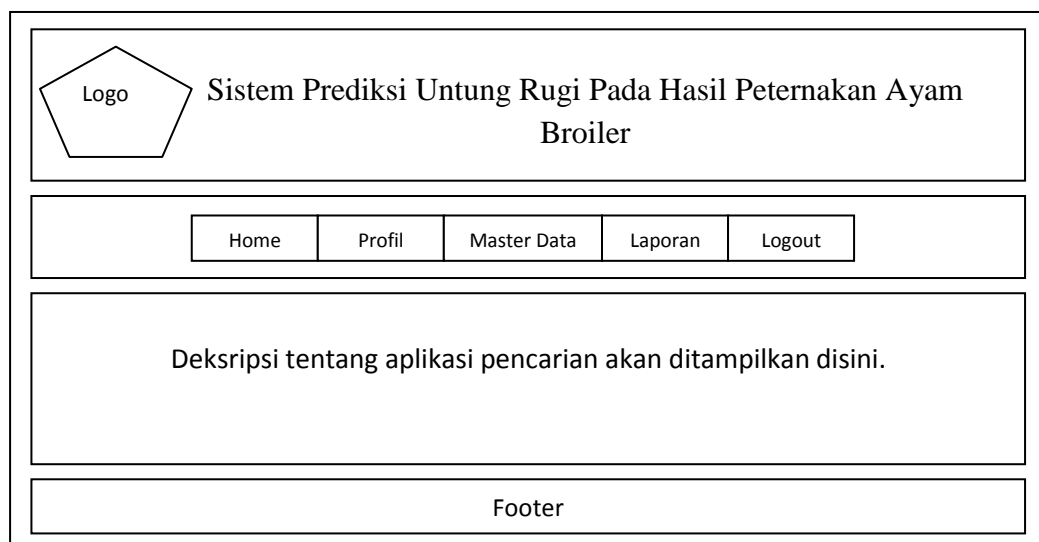 Logo
Sistem Prediksi Untung Rugi Pada Hasil Peternakan Ayam
Broiler
Home Profil Master Data Laporan Logout
Deksripsi tentang aplikasi pencarian akan ditampilkan disini.
Footer